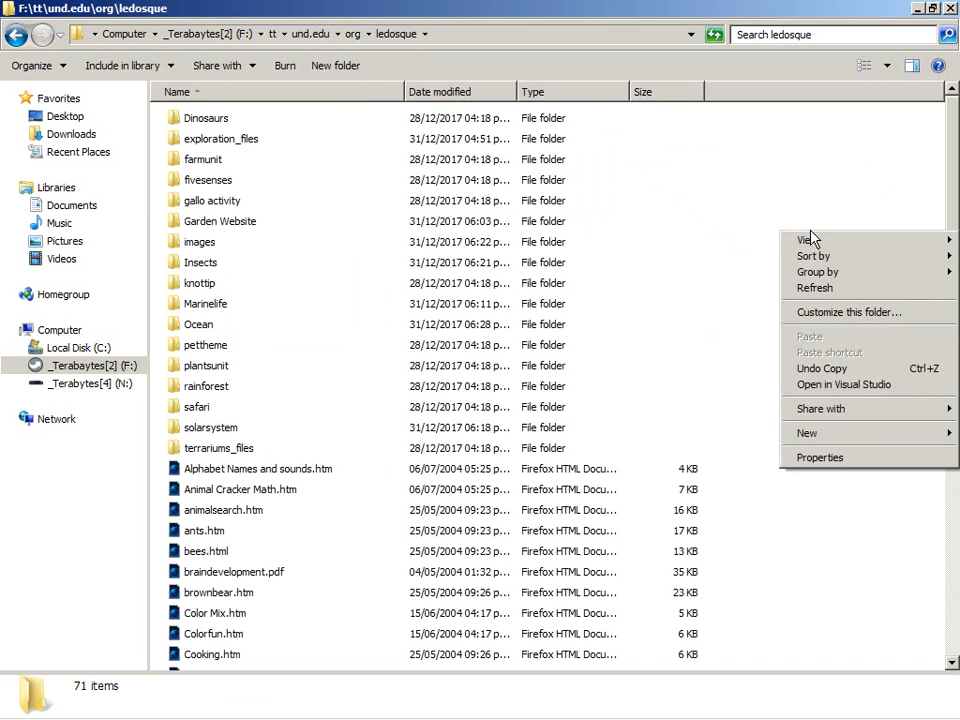 F:\tt\und.edu\org\ledosque
Computer _Terabaytes[2] (F:) tt und.edu org ledosque Search ledosque
Organize Include in library Share with Burn New folder
Name Date modified Type Size
Favorites
Desktop
Downloads
Recent Places
Libraries
Documents
Music
Pictures
Videos
Homegroup
Computer
Local Disk (C:)
_Terabaytes[2] (F:)
_Terabytes[4] (N:)
Network
Dinosaurs 28/12/2017 04:18 p... File folder
exploration_files 31/12/2017 04:51 p... File folder
farmunit 28/12/2017 04:18 p... File folder
fivesenses 28/12/2017 04:18 p... File folder
gallo activity 28/12/2017 04:18 p... File folder
Garden Website 31/12/2017 06:03 p... File folder
images 31/12/2017 06:22 p... File folder
Insects 31/12/2017 06:21 p... File folder
knottip 28/12/2017 04:18 p... File folder
Marinelife 31/12/2017 06:11 p... File folder
Ocean 31/12/2017 06:28 p... File folder
pettheme 28/12/2017 04:18 p... File folder
plantsunit 28/12/2017 04:18 p... File folder
rainforest 28/12/2017 04:18 p... File folder
safari 28/12/2017 04:18 p... File folder
solarsystem 31/12/2017 06:18 p... File folder
terrariums_files 28/12/2017 04:18 p... File folder
Alphabet Names and sounds.htm 06/07/2004 05:25 p... Firefox HTML Docu... 4 KB
Animal Cracker Math.htm 06/07/2004 05:25 p... Firefox HTML Docu... 7 KB
animalsearch.htm 25/05/2004 09:23 p... Firefox HTML Docu... 16 KB
ants.htm 25/05/2004 09:23 p... Firefox HTML Docu... 17 KB
bees.html 25/05/2004 09:23 p... Firefox HTML Docu... 13 KB
braindevelopment.pdf 04/05/2004 01:32 p... Firefox HTML Docu... 35 KB
brownbear.htm 25/05/2004 09:26 p... Firefox HTML Docu... 23 KB
Color Mix.htm 15/06/2004 04:17 p... Firefox HTML Docu... 5 KB
Colorfun.htm 15/06/2004 04:17 p... Firefox HTML Docu... 6 KB
Cooking.htm 25/05/2004 09:26 p... Firefox HTML Docu... 6 KB
View
Sort by
Group by
Refresh
Customize this folder...
Paste
Paste shortcut
Undo Copy Ctrl+Z
Open in Visual Studio
Share with
New
Properties
71 items